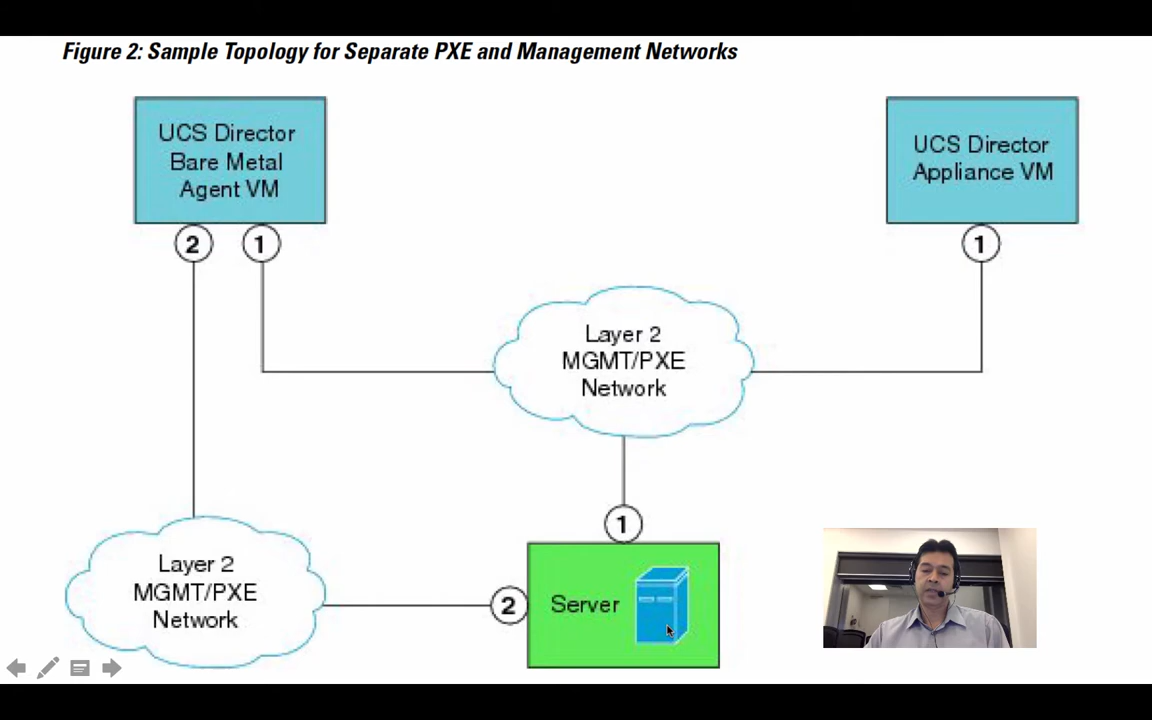 Figure 2: Sample Topology for Separate PXE and Management Networks
UCS Director
Bare Metal
Agent VM
UCS Director
Appliance VM
2
1
1
Layer 2
MGMT/PXE
Network
1
Layer 2
MGMT/PXE
Network
2
Server